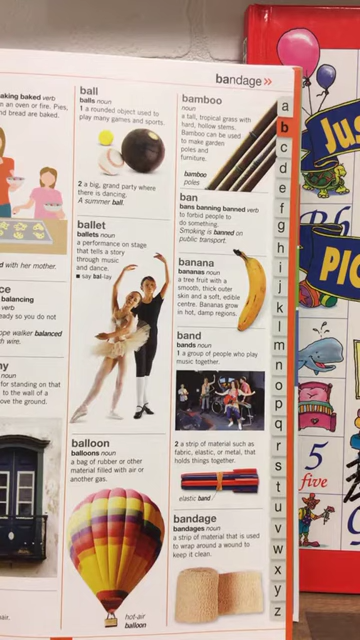 bandage »
aking baked verb
an oven or fire. Pies,
nd bread are baked.
d with her mother.
ce
balancing
verb
eady so you do not
ope walker balanced
h wire.
ny
noun
for standing on that
to the wall of a
ove the ground.
air.
ball
balls noun
1 a rounded object used to
play many games and sports.
2 a big, grand party where
there is dancing.
A summer ball.
ballet
ballets noun
a performance on stage
that tells a story
through music
and dance.
■ say bal-lay
balloon
balloons noun
a bag of rubber or other
material filled with air or
another gas.
hot-air
balloon
bamboo
noun
a tall, tropical grass with
hard, hollow stems.
Bamboo can be used
to make garden
poles and
furniture.
bamboo
poles
ban
bans banning banned verb
to forbid people to
do something.
Smoking is banned on
public transport.
banana
bananas noun
a tree fruit with a
smooth, thick outer
skin and a soft, edible
centre. Bananas grow
in hot, damp regions.
band
bands noun
1 a group of people who play
music together.
2 a strip of material such as
fabric, elastic, or metal, that
holds things together.
elastic band
bandage
bandages noun
a strip of material that is used
to wrap around a wound to
keep it clean.
a
b
c
d
e
f
g
h
i
j
k
l
m
n
o
p
q
r
s
t
u
v
w
x
y
z
Jus
PIC
5
five